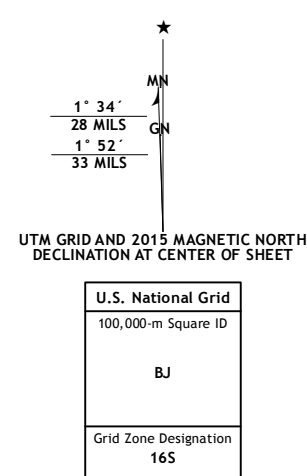 ★
MN
1° 34´
28 MILS
GN
1° 52´
33 MILS
UTM GRID AND 2015 MAGNETIC NORTH
DECLINATION AT CENTER OF SHEET
U.S. National Grid
100,000-m Square ID
BJ
Grid Zone Designation
16S